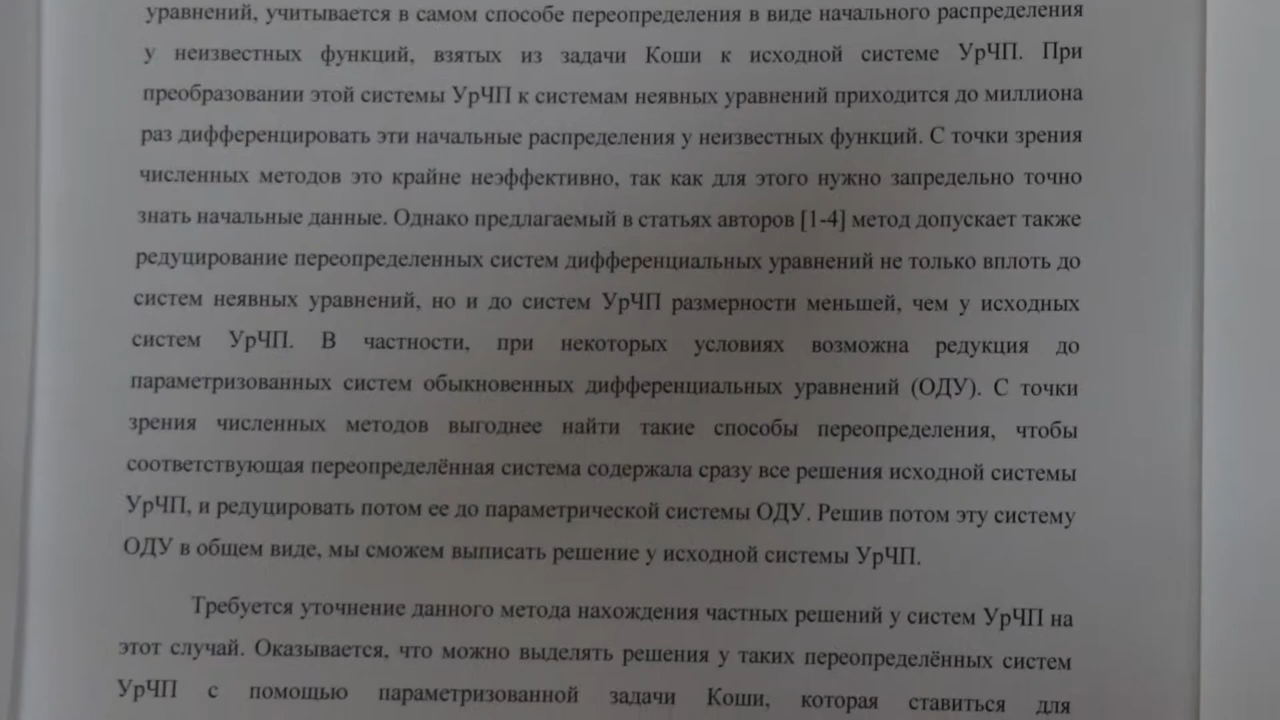 уравнений, учитывается в самом способе переопределения в виде начального распределения
у неизвестных функций, взятых из задачи Коши к исходной системе УрЧП. При
преобразовании этой системы УрЧП к системам неявных уравнений приходится до миллиона
раз дифференцировать эти начальные распределения у неизвестных функций. С точки зрения
численных методов это крайне неэффективно, так как для этого нужно запредельно точно
знать начальные данные. Однако предлагаемый в статьях авторов [1-4] метод допускает также
редуцирование переопределенных систем дифференциальных уравнений не только вплоть до
систем неявных уравнений, но и до систем УрЧП размерности меньшей, чем у исходных
систем УрЧП. В частности, при некоторых условиях возможна редукция до
параметризованных систем обыкновенных дифференциальных уравнений (ОДУ). С точки
зрения численных методов выгоднее найти такие способы переопределения, чтобы
соответствующая переопределённая система содержала сразу все решения исходной системы
УрЧП, и редуцировать потом ее до параметрической системы ОДУ. Решив потом эту систему
ОДУ в общем виде, мы сможем выписать решение у исходной системы УрЧП.
Требуется уточнение данного метода нахождения частных решений у систем УрЧП на
этот случай. Оказывается, что можно выделять решения у таких переопределённых систем
УрЧП с помощью параметризованной задачи Коши, которая ставиться для